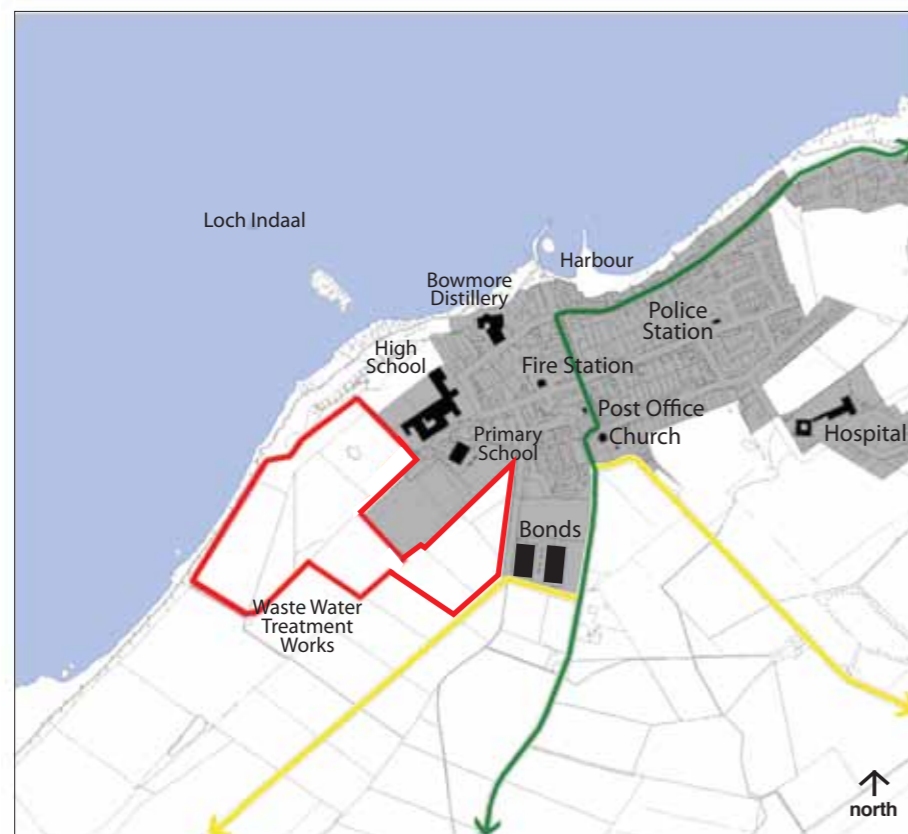 Loch Indaal
Harbour
Bowmore
Distillery
Police
Station
High
School
Fire Station
Post Office
Church
Primary
School
Hospital
Bonds
Waste Water
Treatment
Works
north